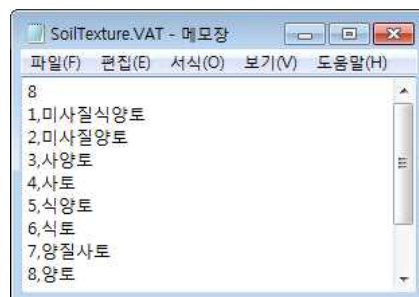 SoilTexture.VAT - 메모장
파일(F) 편집(E) 서식(O) 보기(V) 도움말(H)
8
1,미사질식양토
2,미사질양토
3,사양토
4,사토
5,식양토
6,식토
7,양질사토
8,양토